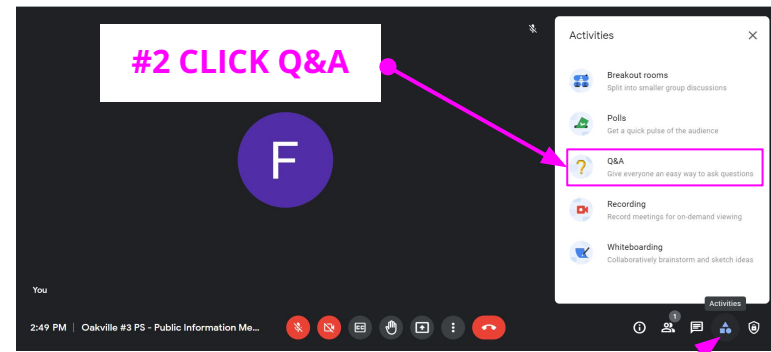 #2 CLICK Q&A
F
You
2:49 PM | Oakville #3 PS - Public Information Me...
CC
Activities
Breakout rooms
Split into smaller group discussions
Polls
Get a quick pulse of the audience
?
Q&A
Give everyone an easy way to ask questions
Recording
Record meetings for on-demand viewing
Whiteboarding
Collaboratively brainstorm and sketch ideas
Activities
1